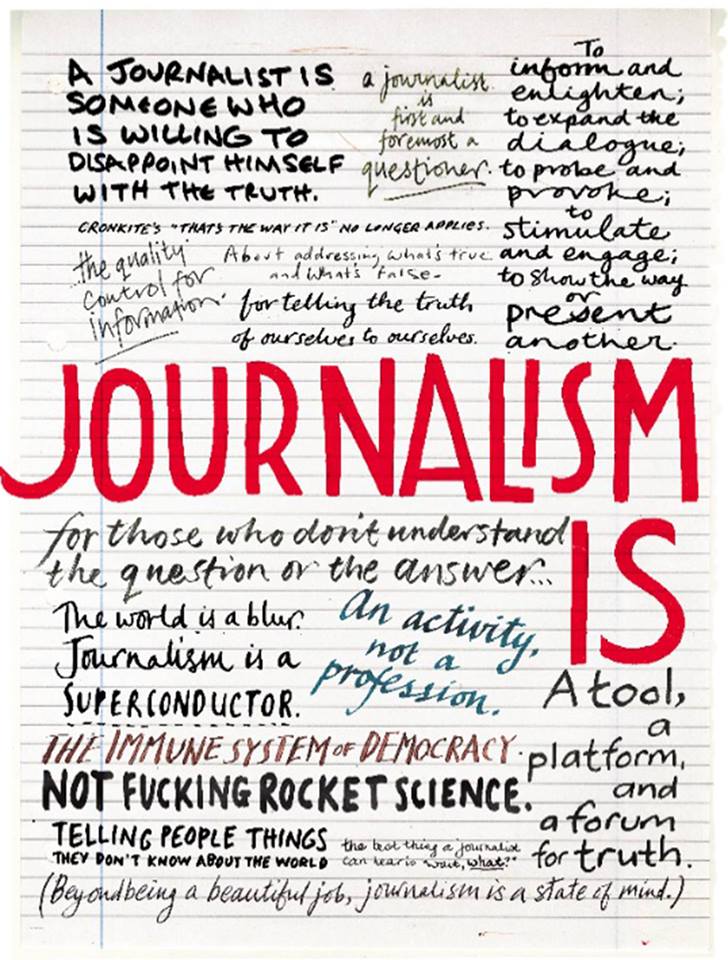 A JOURNALIST IS
SOMEONE WHO
IS WILLING TO
DISAPPOINT HIMSELF
WITH THE TRUTH.
a journalist
is
first and
foremost a
questioner.
To
inform and
enlighten;
to expand the
dialogue;
to probe and
provoke;
to
stimulate
and engage;
to show the way
or
present
another.
CRONKITE'S "THAT'S THE WAY IT IS" NO LONGER APPLIES.
...the quality
control for
information.
About addressing what's true
and what's false.
for telling the truth
of ourselves to ourselves.
JOURNALISM
IS
for those who don't understand
the question or the answer...
The world is a blur.
Journalism is a
SUPERCONDUCTOR.
An activity,
not a
profession.
A tool,
a
platform,
and
a forum
for truth.
THE IMMUNE SYSTEM OF DEMOCRACY.
NOT FUCKING ROCKET SCIENCE.
TELLING PEOPLE THINGS
THEY DON'T KNOW ABOUT THE WORLD
the best thing a journalist
can hear is "wait, what?"
(Beyond being a beautiful job, journalism is a state of mind.)